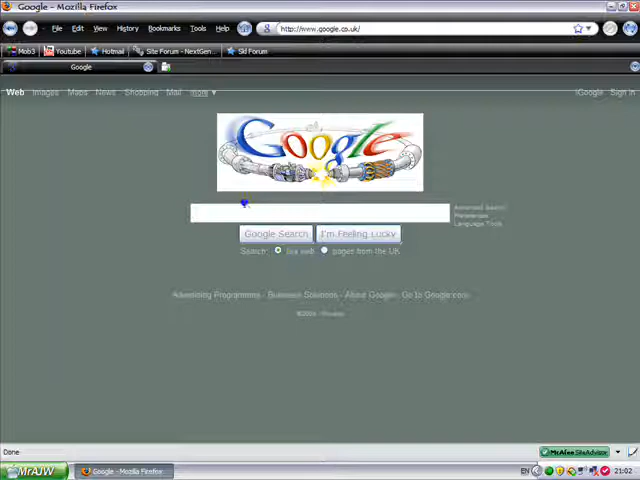 Google - Mozilla Firefox
File Edit View History Bookmarks Tools Help
http://www.google.co.uk/
Mob3 Youtube Hotmail Site Forum - NextGen... Skl Forum
Google
Web Images Maps News Shopping Mail more ▼
iGoogle Sign in
Google
Advanced Search
Preferences
Language Tools
Google Search I'm Feeling Lucky
Search: the web pages from the UK
Advertising Programmes - Business Solutions - About Google - Go to Google.com
Done
McAfee SiteAdvisor
MrAJW
Google - Mozilla Firefox
EN
21:02